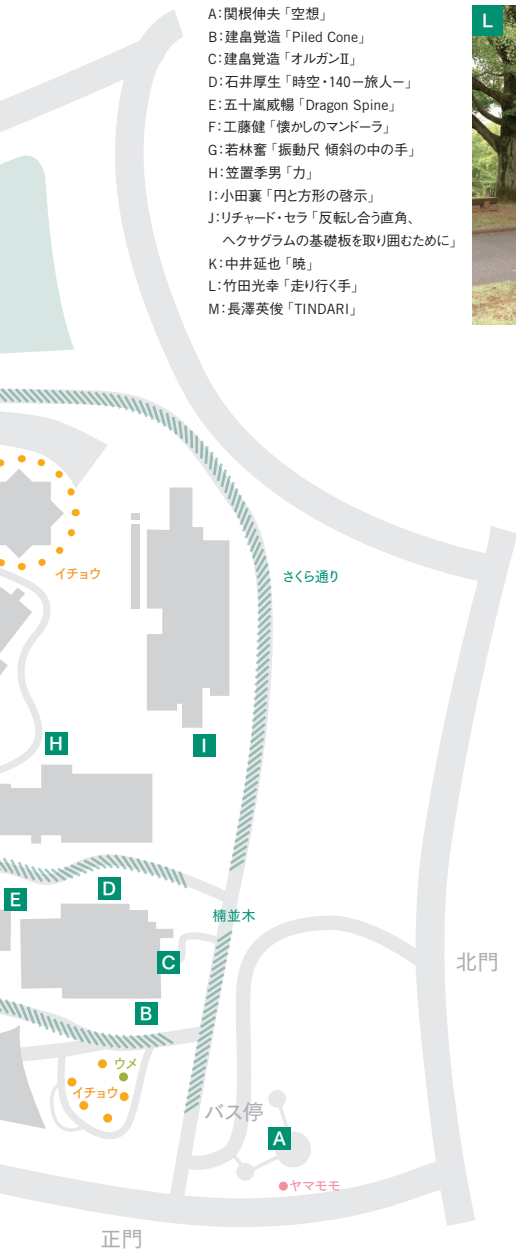 A:関根伸夫「空想」
B:建畠覚造「Piled Cone」
C:建畠覚造「オルガンⅡ」
D:石井厚生「時空・140ー旅人ー」
E:五十嵐威暢「Dragon Spine」
F:工藤健「懐かしのマンドーラ」
G:若林奮「振動尺 傾斜の中の手」
H:笠置季男「力」
I:小田襄「円と方形の啓示」
J:リチャード・セラ「反転し合う直角、
ヘクサグラムの基礎板を取り囲むために」
K:中井延也「暁」
L:竹田光幸「走り行く手」
M:長澤英俊「TINDARI」
L
イチョウ
さくら通り
H
I
D
E
楠並木
C
北門
B
ウメ
イチョウ
バス停
A
ヤマモモ
正門